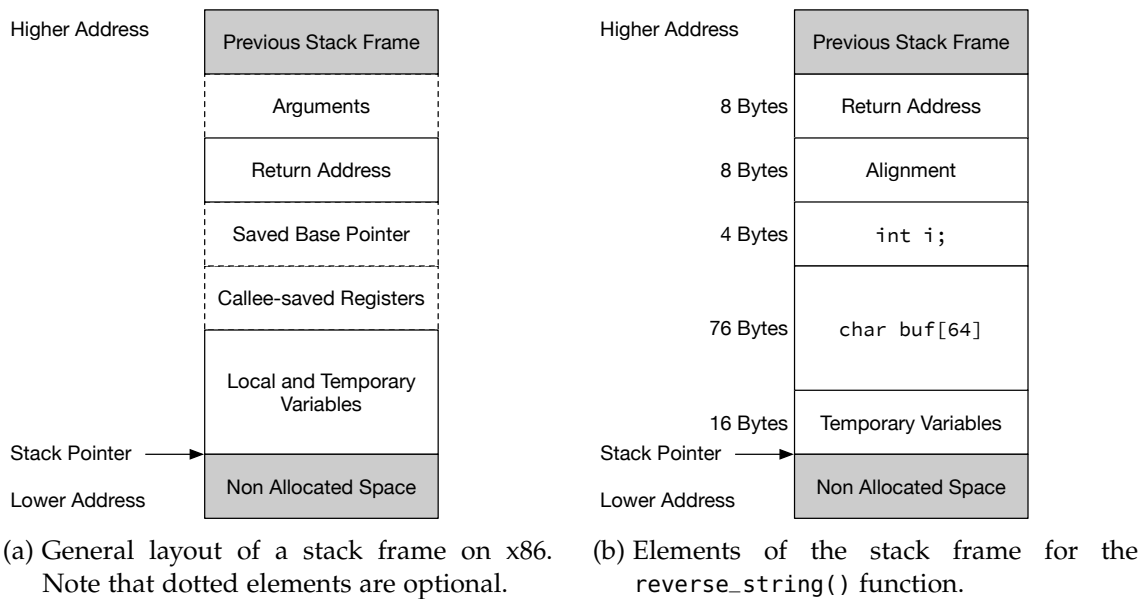 Higher Address
Previous Stack Frame
Arguments
Return Address
Saved Base Pointer
Callee-saved Registers
Local and Temporary
Variables
Stack Pointer
Non Allocated Space
Lower Address
(a) General layout of a stack frame on x86.
Note that dotted elements are optional.
Higher Address
Previous Stack Frame
8 Bytes Return Address
8 Bytes Alignment
4 Bytes int i;
76 Bytes char buf[64]
16 Bytes Temporary Variables
Stack Pointer
Non Allocated Space
Lower Address
(b) Elements of the stack frame for the
reverse_string() function.